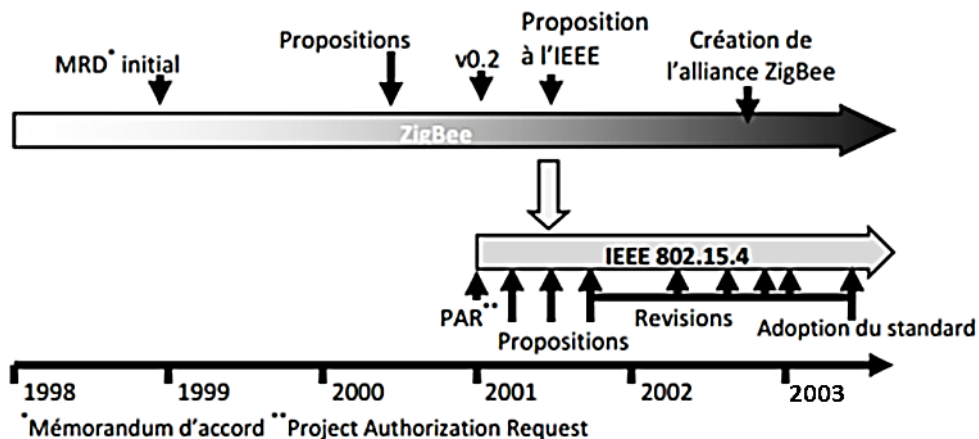 MRD* initial
Propositions
v0.2
Proposition
à l'IEEE
Création de
l'alliance ZigBee
ZigBee
IEEE 802.15.4
PAR**
Propositions
Revisions
Adoption du standard
1998 1999 2000 2001 2002 2003
*Mémorandum d'accord **Project Authorization Request